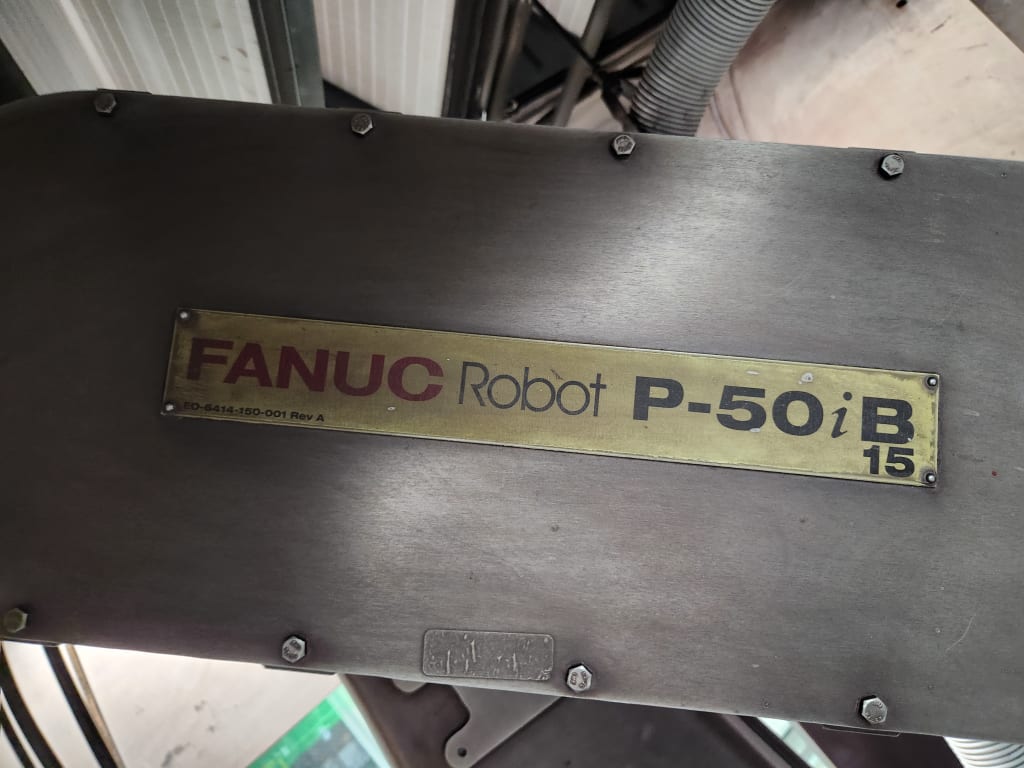 FANUC Robot P-50iB
15
EO-6414-150-001 Rev A